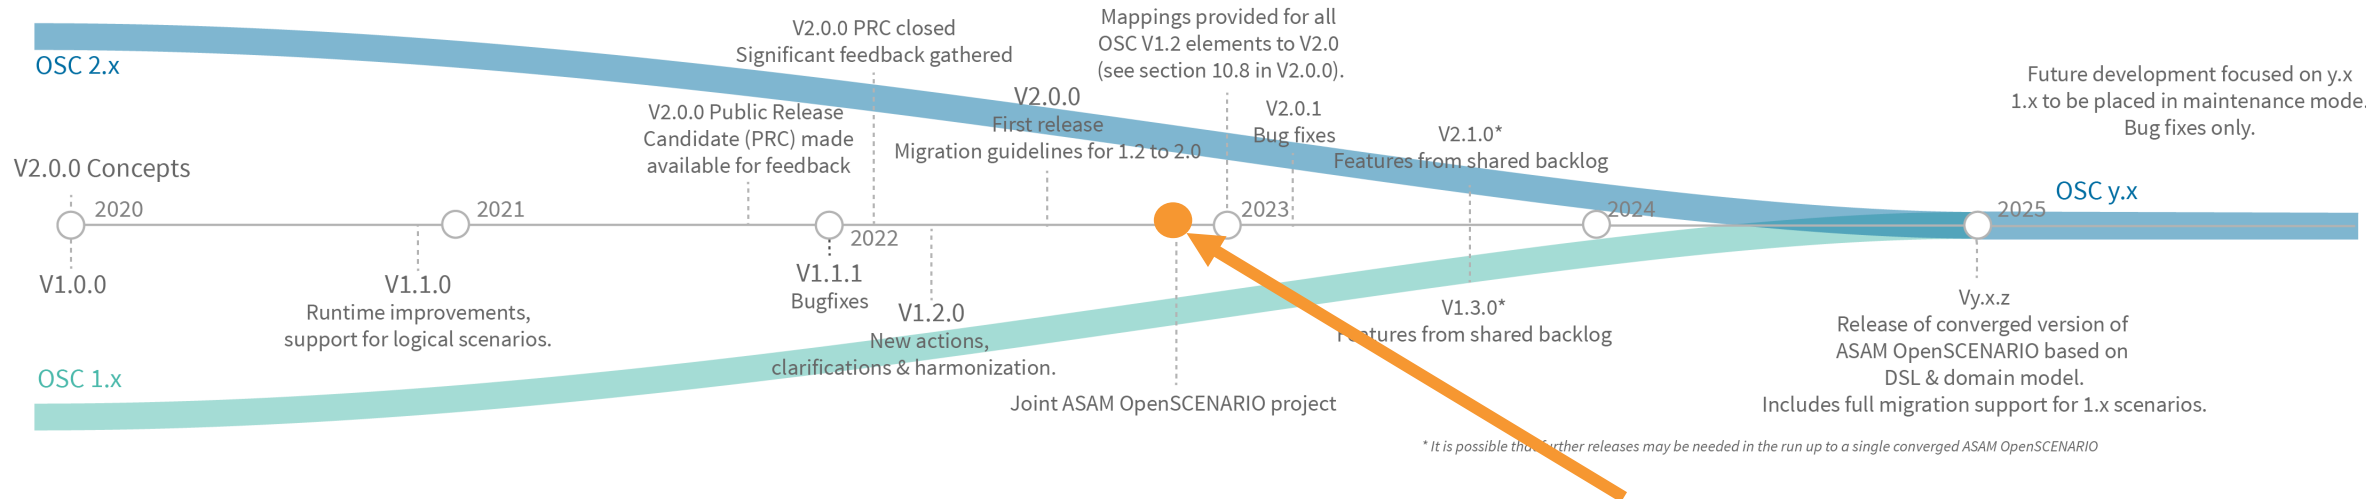 OSC 2.x
V2.0.0 PRC closed
Significant feedback gathered
Mappings provided for all
OSC V1.2 elements to V2.0
(see section 10.8 in V2.0.0).
V2.0.0 Public Release
Candidate (PRC) made
available for feedback
V2.0.0
First release
Migration guidelines for 1.2 to 2.0
V2.0.1
Bug fixes
V2.1.0*
Features from shared backlog
Future development focused on y.x
1.x to be placed in maintenance mode.
Bug fixes only.
V2.0.0 Concepts
OSC y.x
2020
2021
2022
2023
2024
2025
V1.0.0
V1.1.0
Runtime improvements,
support for logical scenarios.
V1.1.1
Bugfixes
V1.2.0
New actions,
clarifications & harmonization.
Joint ASAM OpenSCENARIO project
V1.3.0*
Features from shared backlog
Vy.x.z
Release of converged version of
ASAM OpenSCENARIO based on
DSL & domain model.
Includes full migration support for 1.x scenarios.
OSC 1.x
* It is possible that further releases may be needed in the run up to a single converged ASAM OpenSCENARIO